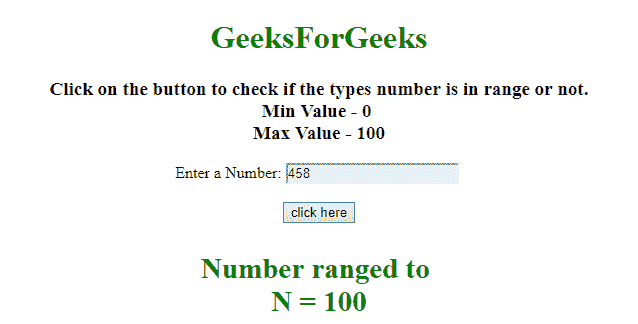 GeeksForGeeks
Click on the button to check if the types number is in range or not.
Min Value - 0
Max Value - 100
Enter a Number: 458
click here
Number ranged to
N = 100